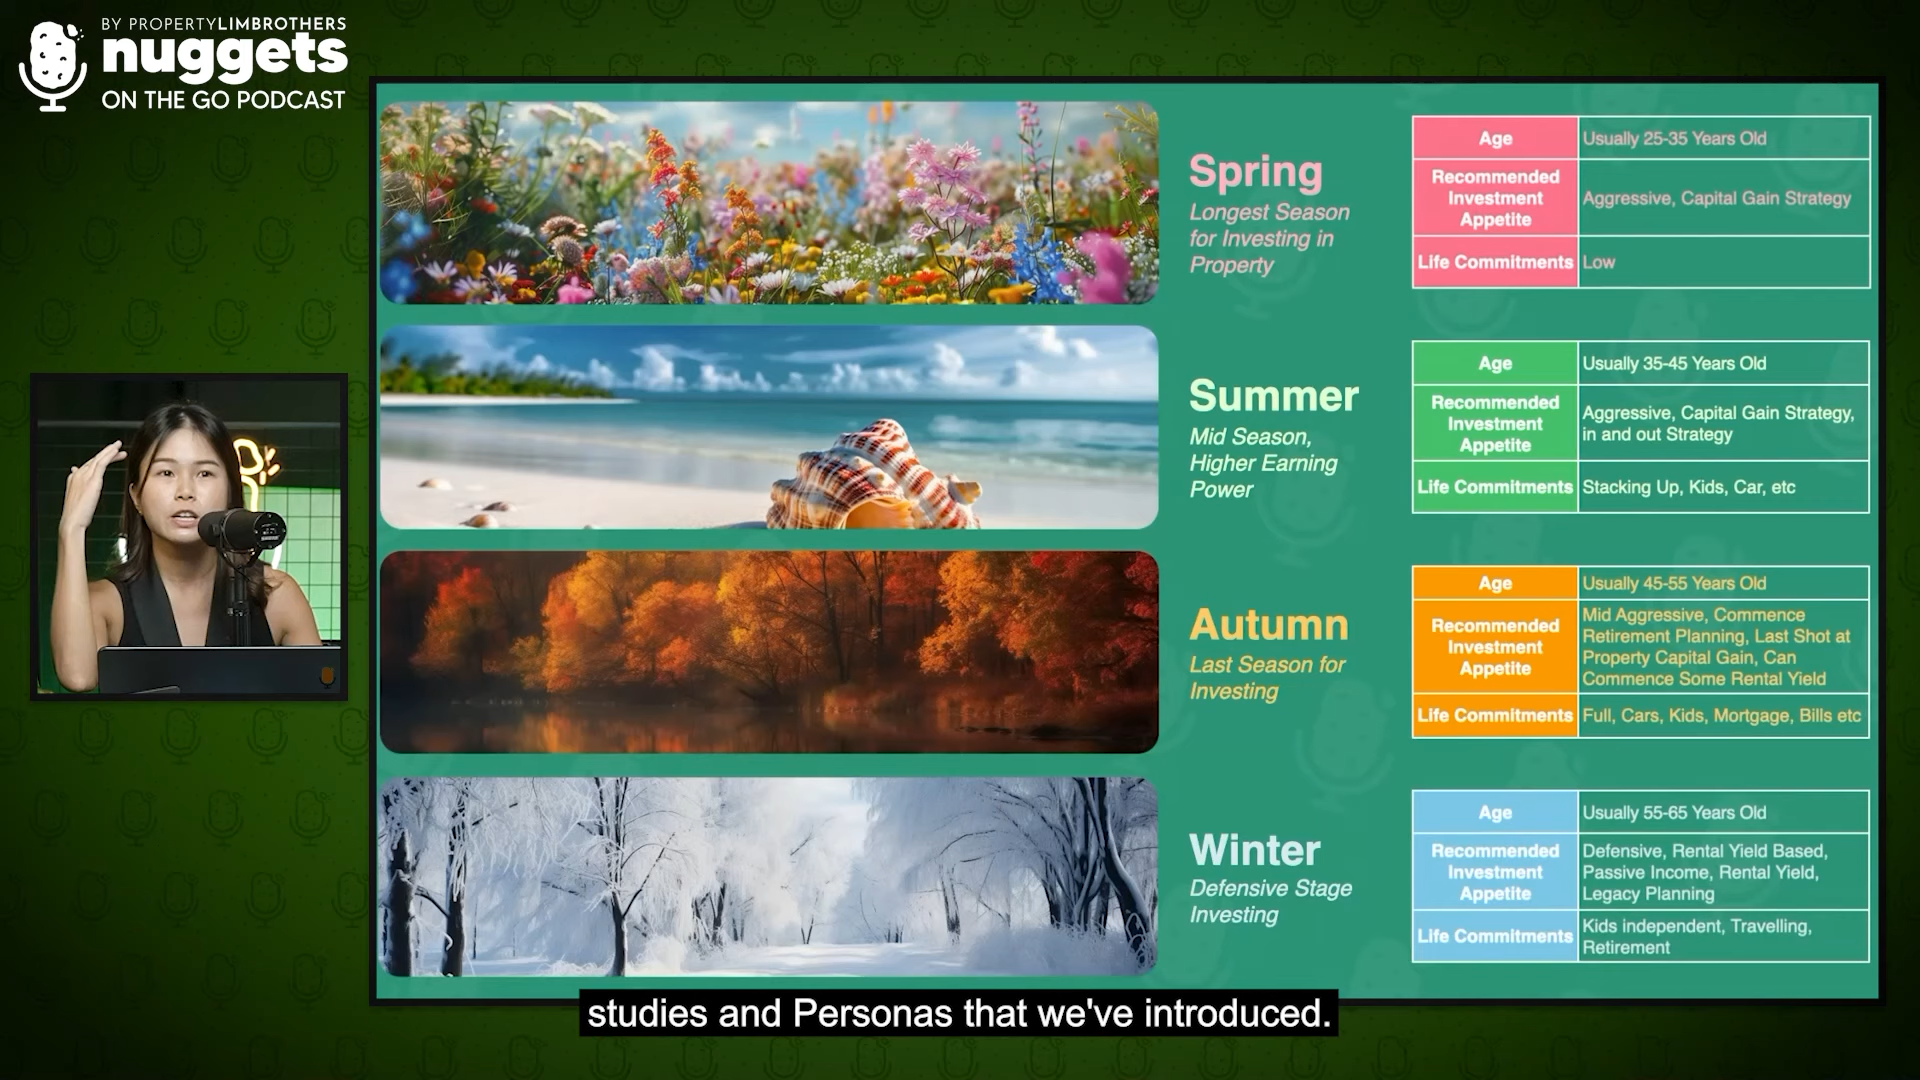 BY PROPERTYLIMBROTHERS
nuggets
ON THE GO PODCAST
Spring
Longest Season
for Investing in
Property
Age
Usually 25-35 Years Old
Recommended
Investment
Appetite
Aggressive, Capital Gain Strategy
Life Commitments
Low
Summer
Mid Season,
Higher Earning
Power
Age
Usually 35-45 Years Old
Recommended
Investment
Appetite
Aggressive, Capital Gain Strategy,
in and out Strategy
Life Commitments
Stacking Up, Kids, Car, etc
Autumn
Last Season for
Investing
Age
Usually 45-55 Years Old
Recommended
Investment
Appetite
Mid Aggressive, Commence
Retirement Planning, Last Shot at
Property Capital Gain, Can
Commence Some Rental Yield
Life Commitments
Full, Cars, Kids, Mortgage, Bills etc
Winter
Defensive Stage
Investing
Age
Usually 55-65 Years Old
Recommended
Investment
Appetite
Defensive, Rental Yield Based,
Passive Income, Rental Yield,
Legacy Planning
Life Commitments
Kids independent, Travelling,
Retirement
studies and Personas that we've introduced.